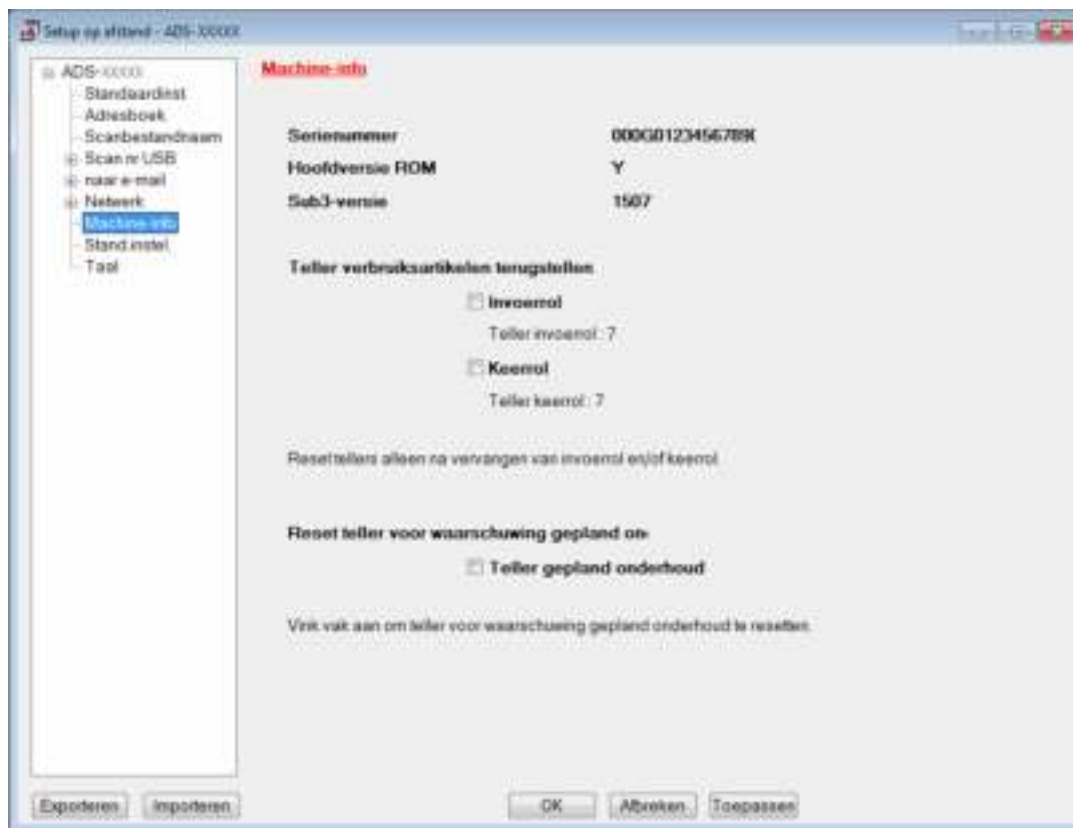 Setup op afstand - ADS-XXXXX
ADS-XXXXX
Standaardinst
Adresboek
Scanbestandnaam
Scan nr USB
naar e-mail
Netwerk
Machine-info
Stand.instel.
Taal
Machine-info
Serienummer 000G0123456789(
Hoofdversie ROM Y
Sub3-versie 1507
Teller verbruiksartikelen terugstellen
Invoerrol
Teller invoerrol : 7
Keerrol
Teller keerrol : 7
Reset tellers alleen na vervangen van invoerrol en/of keerrol.
Reset teller voor waarschuwing gepland on-
Teller gepland onderhoud
Vink vak aan om teller voor waarschuwing gepland onderhoud te resetten.
Exporteren Importeren OK Afbreken Toepassen